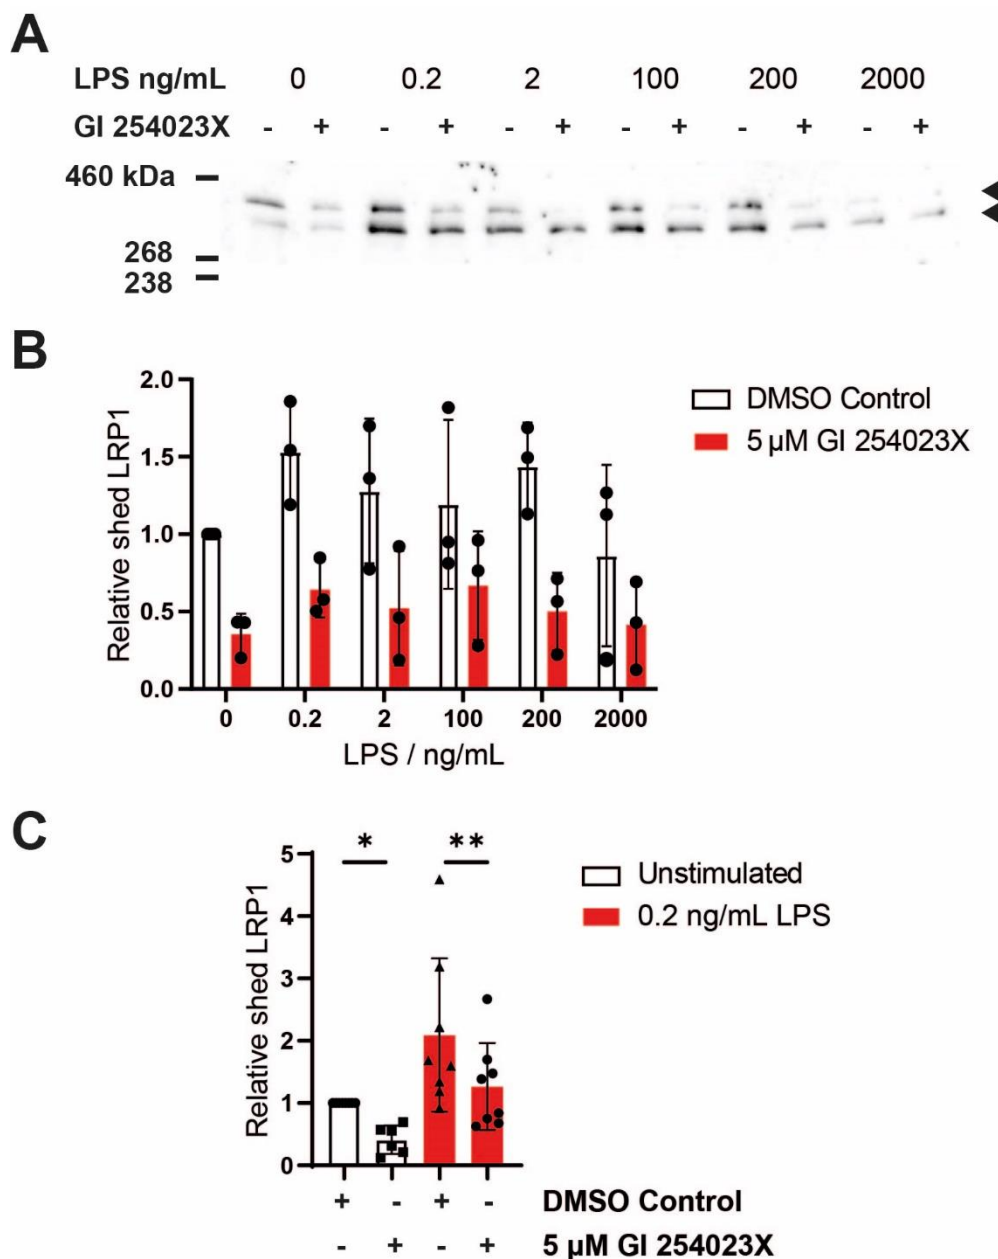 A
LPS ng/mL 0 0.2 2 100 200 2000
GI 254023X - + - + - + - + - + - +
460 kDa
268
238
B
2.0
1.5
1.0
0.5
0.0
Relative shed LRP1
0 0.2 2 100 200 2000
LPS / ng/mL
DMSO Control
5 µM GI 254023X
C
* **
5
4
3
2
1
0
Relative shed LRP1
Unstimulated
0.2 ng/mL LPS
+ - + - DMSO Control
- + - + 5 µM GI 254023X